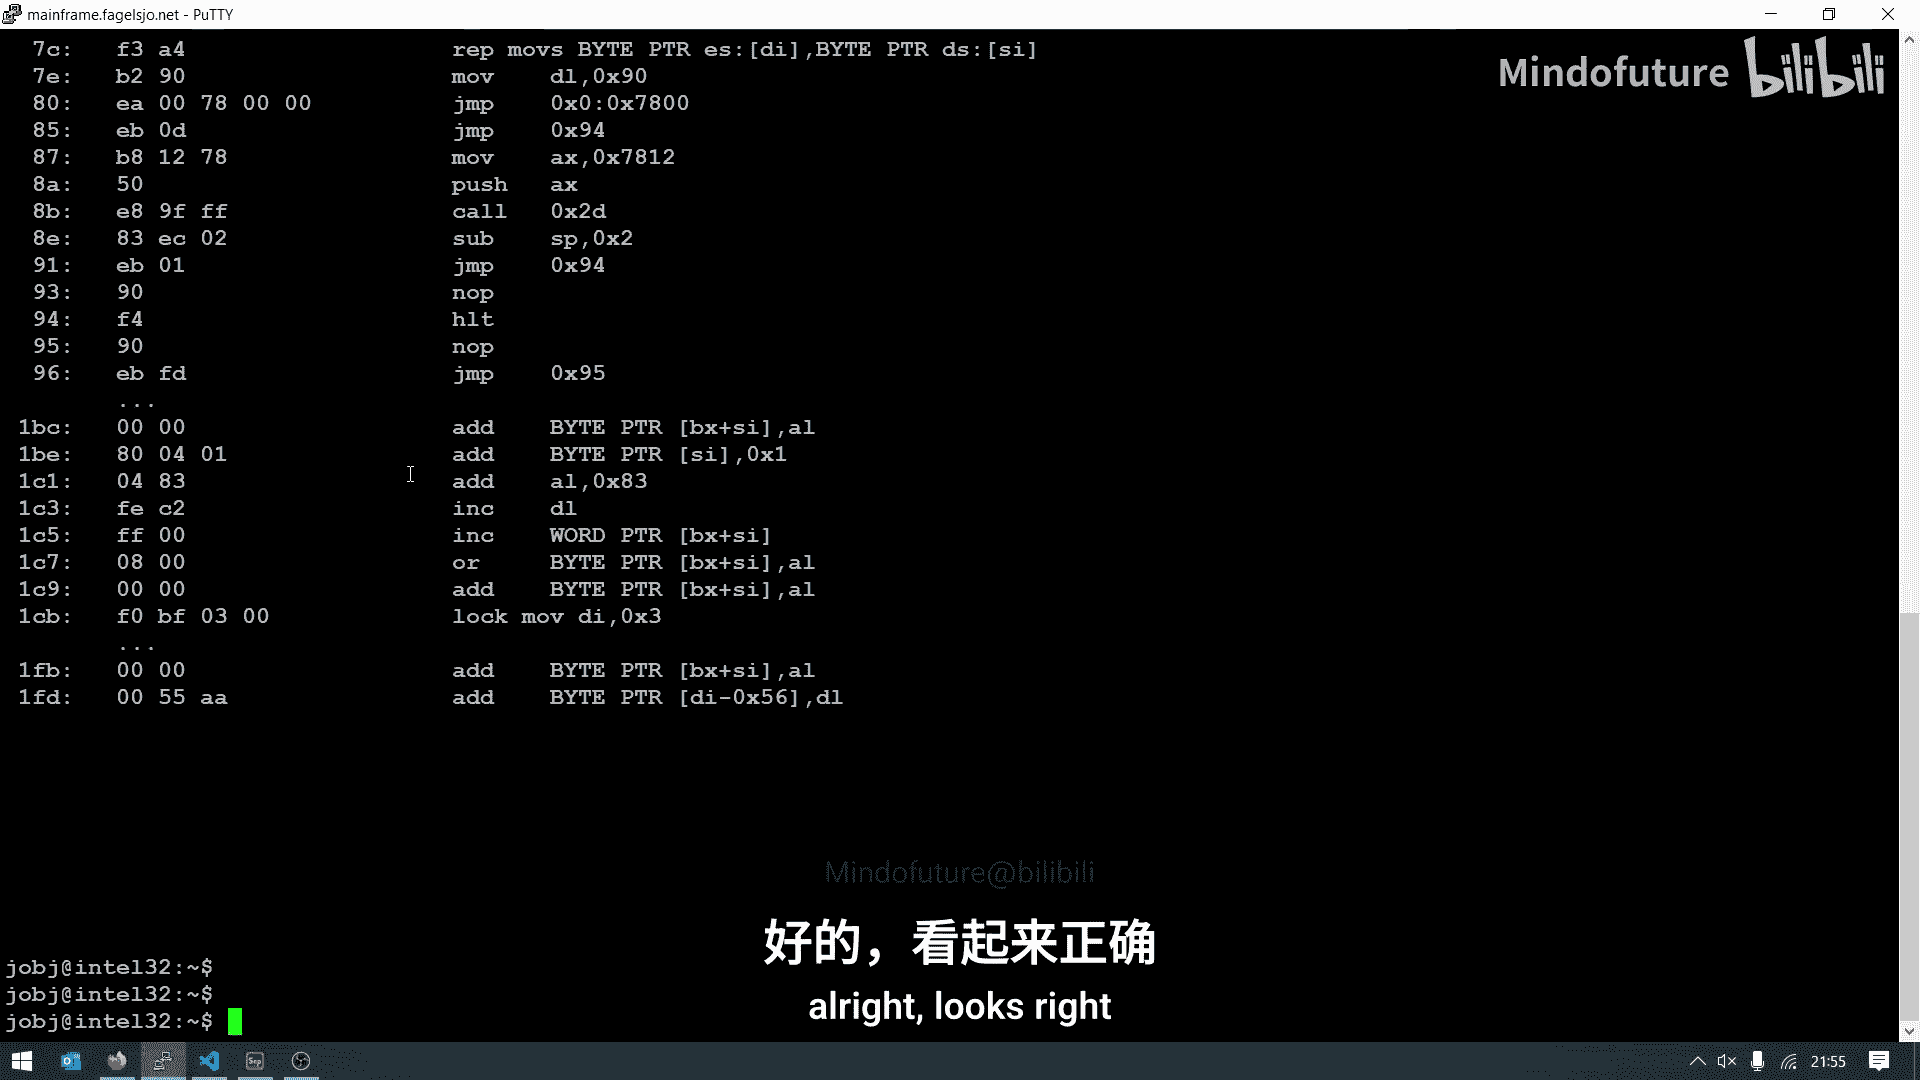 mainframe.fagelsjo.net - PuTTY
7c: f3 a4 rep movs BYTE PTR es:[di],BYTE PTR ds:[si]
7e: b2 90 mov dl,0x90
80: ea 00 78 00 00 jmp 0x0:0x7800
85: eb 0d jmp 0x94
87: b8 12 78 mov ax,0x7812
8a: 50 push ax
8b: e8 9f ff call 0x2d
8e: 83 ec 02 sub sp,0x2
91: eb 01 jmp 0x94
93: 90 nop
94: f4 hlt
95: 90 nop
96: eb fd jmp 0x95
...
1bc: 00 00 add BYTE PTR [bx+si],al
1be: 80 04 01 add BYTE PTR [si],0x1
1c1: 04 83 add al,0x83
1c3: fe c2 inc dl
1c5: ff 00 inc WORD PTR [bx+si]
1c7: 08 00 or BYTE PTR [bx+si],al
1c9: 00 00 add BYTE PTR [bx+si],al
1cb: f0 bf 03 00 lock mov di,0x3
...
1fb: 00 00 add BYTE PTR [bx+si],al
1fd: 00 55 aa add BYTE PTR [di-0x56],dl
Mindofuture bilibili
Mindofuture@bilibili
好的，看起来正确
alright, looks right
jobj@intel32:~$
jobj@intel32:~$
jobj@intel32:~$
Sep
21:55